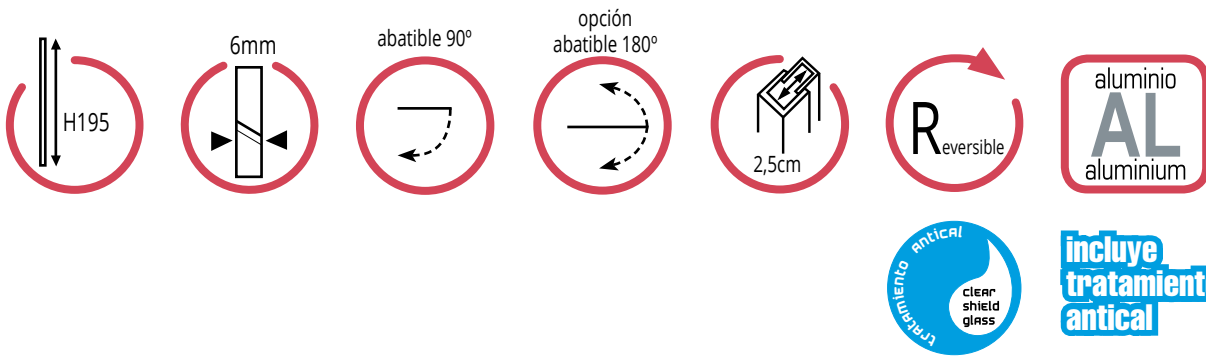 H195
6mm
abatible 90º
opción
abatible 180º
2,5cm
Reversible
aluminio
AL
aluminium
tratamiento antical
clear
shield
glass
incluye
tratamient
antical